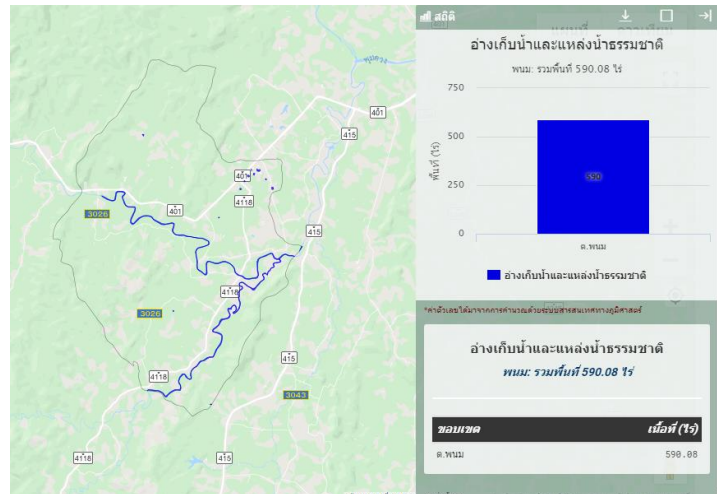 สถิติ
อ่างเก็บน้ำและแหล่งน้ำธรรมชาติ
พนม: รวมพื้นที่ 590.08 ไร่
750
500
250
0
พื้นที่ (ไร่)
590
ต.พนม
อ่างเก็บน้ำและแหล่งน้ำธรรมชาติ
*ค่าตัวเลขได้มาจากการคำนวณด้วยระบบสารสนเทศทางภูมิศาสตร์
อ่างเก็บน้ำและแหล่งน้ำธรรมชาติ
พนม: รวมพื้นที่ 590.08 ไร่
ขอบเขต เนื้อที่ (ไร่)
ต.พนม 590.08
401
415
401
4118
3026
401
415
4118
3026
415
4118
3043
4118
415